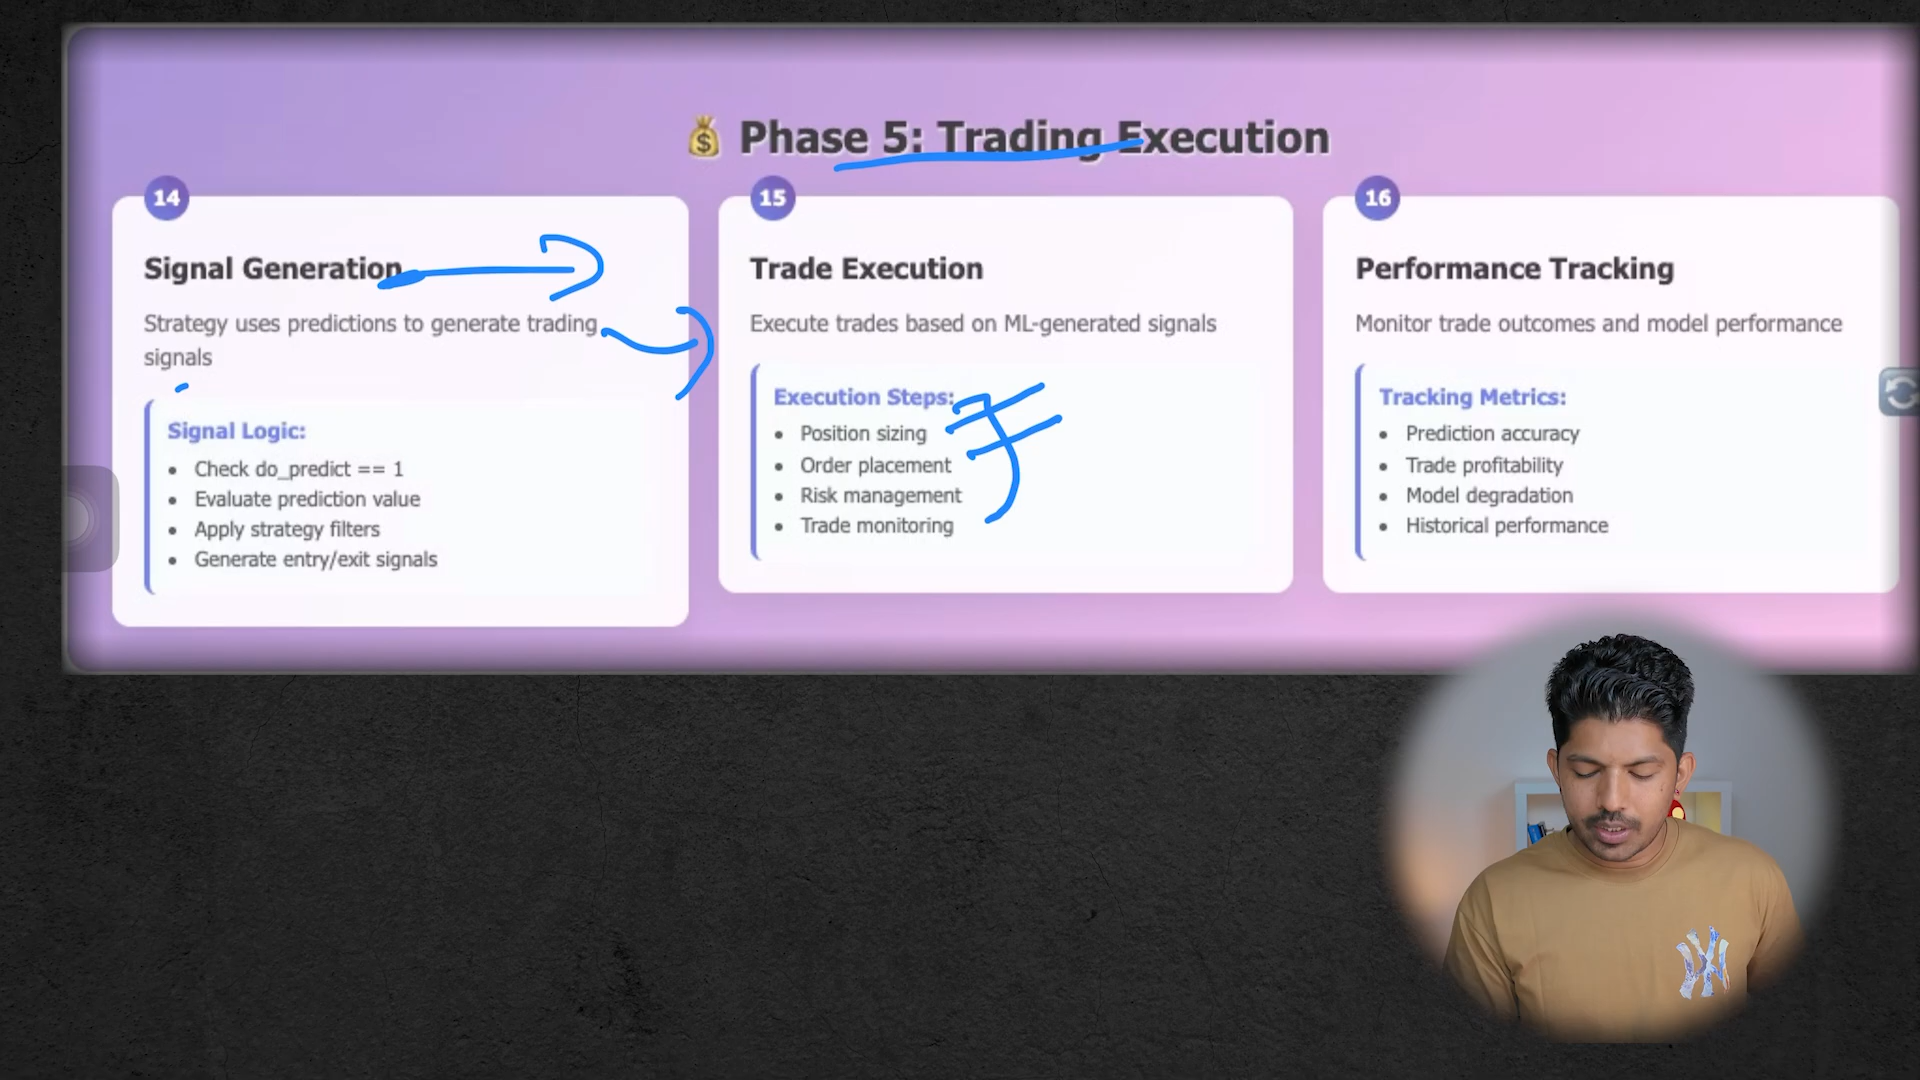 💰 Phase 5: Trading Execution
14
Signal Generation
Strategy uses predictions to generate trading
signals
Signal Logic:
• Check do_predict == 1
• Evaluate prediction value
• Apply strategy filters
• Generate entry/exit signals
15
Trade Execution
Execute trades based on ML-generated signals
Execution Steps:
• Position sizing
• Order placement
• Risk management
• Trade monitoring
16
Performance Tracking
Monitor trade outcomes and model performance
Tracking Metrics:
• Prediction accuracy
• Trade profitability
• Model degradation
• Historical performance
NY